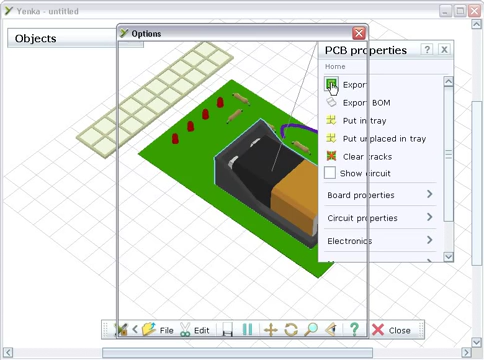 Yenka - untitled
Options
Objects
PCB properties
?
Home
Export
Export BOM
Put in tray
Put unplaced in tray
Clear tracks
Show circuit
Board properties
Circuit properties
Electronics
File
Edit
?
Close